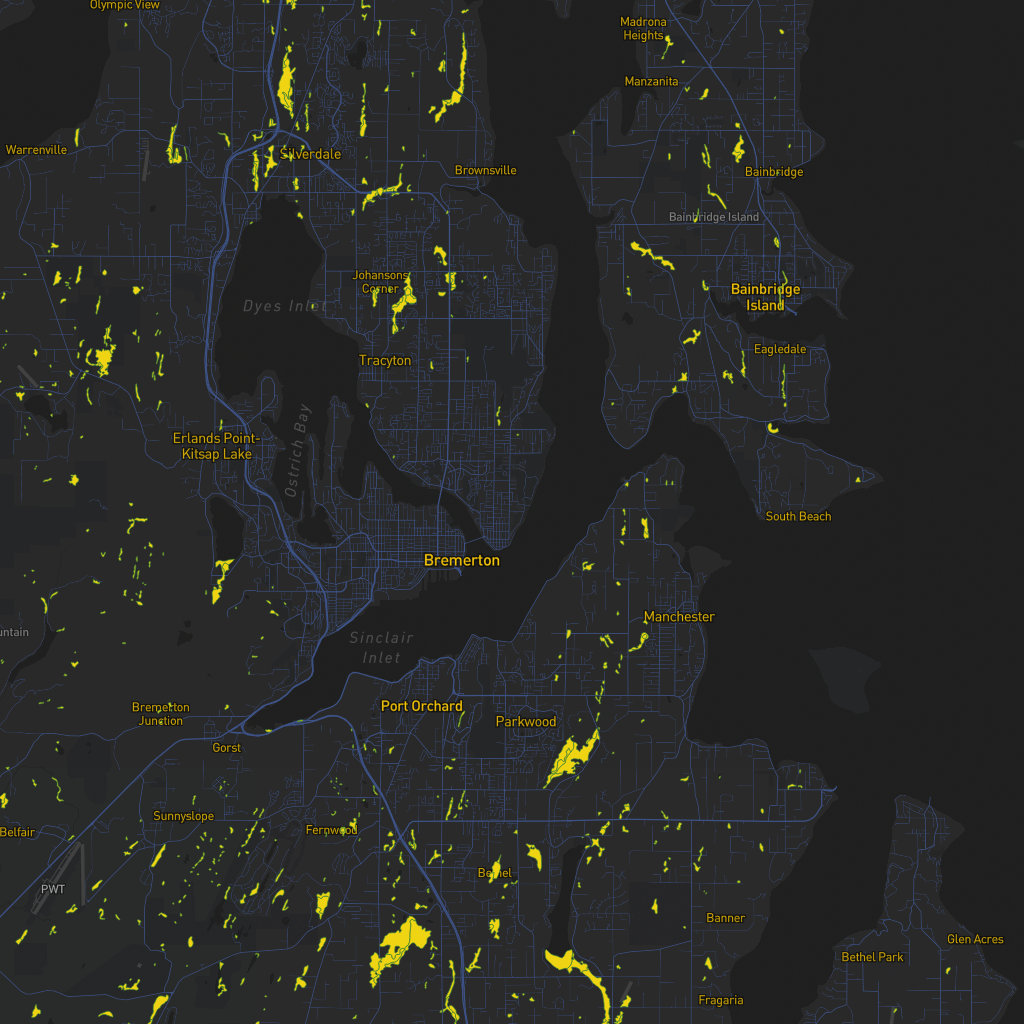 Olympic View
Madrona
Heights
Manzanita
Warrenville
Silverdale
Brownsville
Bainbridge
Bainbridge Island
Johansons
Corner
Dyes Inlet
Bainbridge
Island
Tracyton
Eagledale
Ostrich Bay
Erlands Point-
Kitsap Lake
South Beach
Bremerton
Manchester
untain
Sinclair
Inlet
Bremerton
Junction
Port Orchard
Parkwood
Gorst
Sunnyslope
Belfair
Fernwood
Bethel
PWT
Banner
Glen Acres
Bethel Park
Fragaria